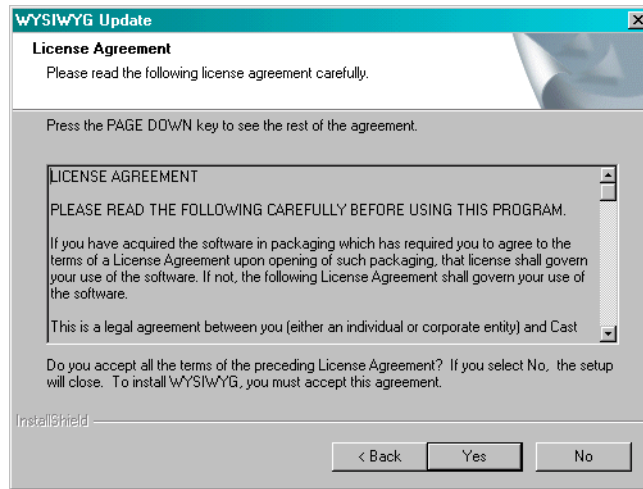 WYSIWYG Update
License Agreement
Please read the following license agreement carefully.
Press the PAGE DOWN key to see the rest of the agreement.
LICENSE AGREEMENT
PLEASE READ THE FOLLOWING CAREFULLY BEFORE USING THIS PROGRAM.
If you have acquired the software in packaging which has required you to agree to the
terms of a License Agreement upon opening of such packaging, that license shall govern
your use of the software. If not, the following License Agreement shall govern your use of
the software.
This is a legal agreement between you (either an individual or corporate entity) and Cast
Do you accept all the terms of the preceding License Agreement? If you select No, the setup
will close. To install WYSIWYG, you must accept this agreement.
InstallShield
< Back Yes No